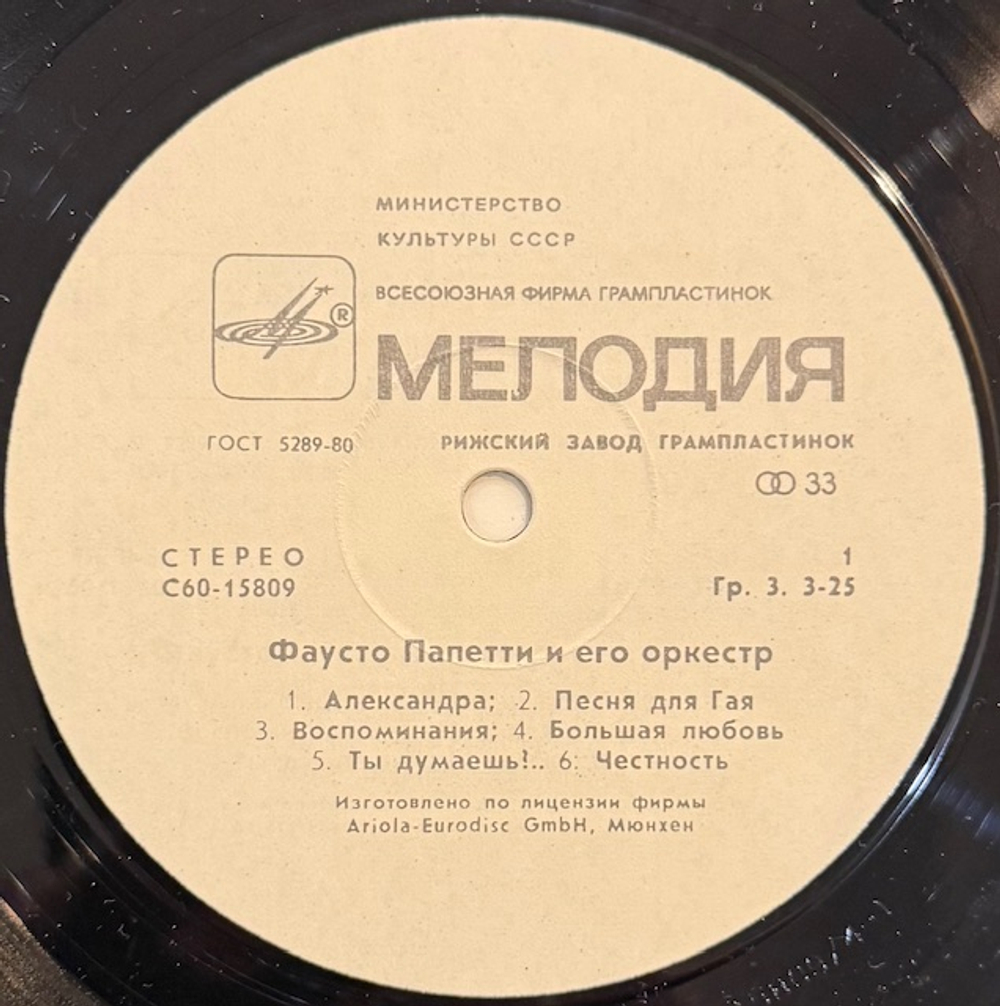 МИНИСТЕРСТВО
КУЛЬТУРЫ СССР
ВСЕСОЮЗНАЯ ФИРМА ГРАМПЛАСТИНОК
®
МЕЛОДИЯ
ГОСТ 5289-80 РИЖСКИЙ ЗАВОД ГРАМПЛАСТИНОК
33
СТЕРЕО 1
С60-15809 Гр. 3. 3-25
Фаусто Папетти и его оркестр
1. Александра; 2. Песня для Гая
3. Воспоминания; 4. Большая любовь
5. Ты думаешь!.. 6: Честность
Изготовлено по лицензии фирмы
Ariola-Eurodisc GmbH, Мюнхен